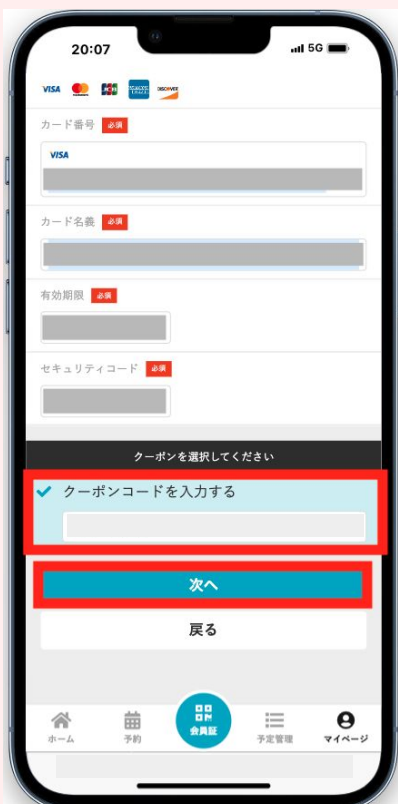 20:07
5G
VISA
DISCOVER
カード番号 必須
VISA
カード名義 必須
有効期限 必須
セキュリティコード 必須
クーポンを選択してください
クーポンコードを入力する
次へ
戻る
ホーム 予約 会員証 予定管理 マイページ